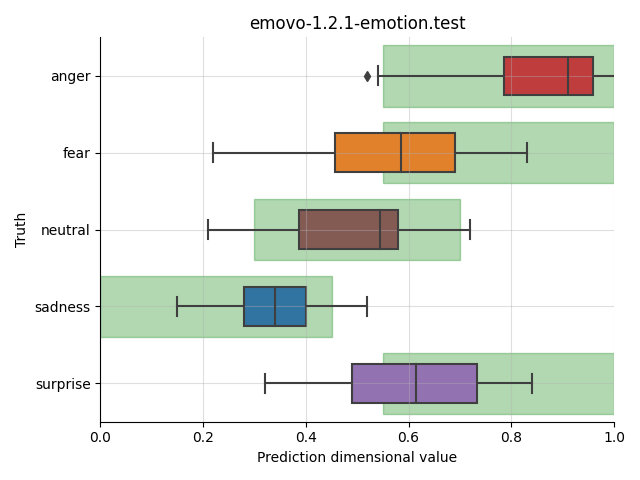 emovo-1.2.1-emotion.test
anger
fear
neutral
sadness
surprise
Truth
0.0 0.2 0.4 0.6 0.8 1.0
Prediction dimensional value